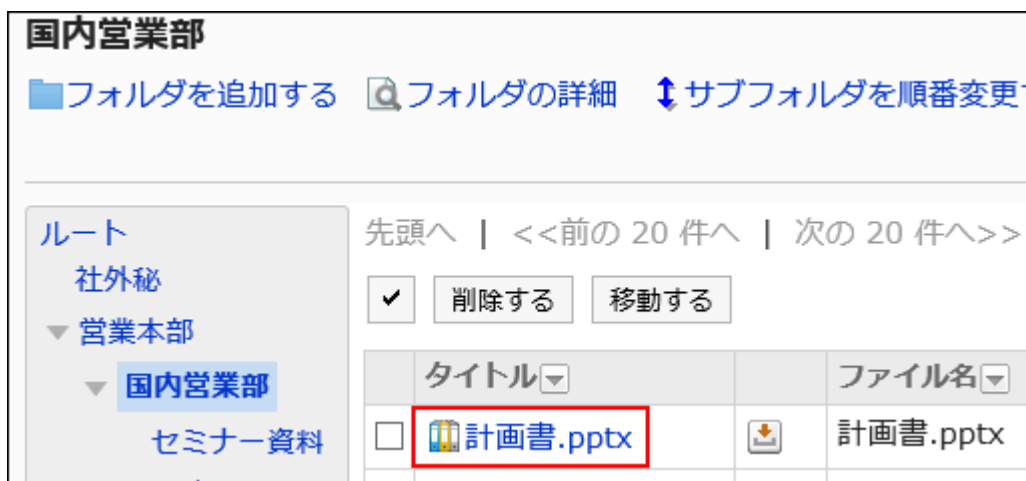 国内営業部
フォルダを追加する フォルダの詳細 サブフォルダを順番変更
ルート
社外秘
営業本部
国内営業部
セミナー資料
先頭へ | <<前の 20 件へ | 次の 20 件へ>>
削除する 移動する
タイトル ファイル名
計画書.pptx 計画書.pptx